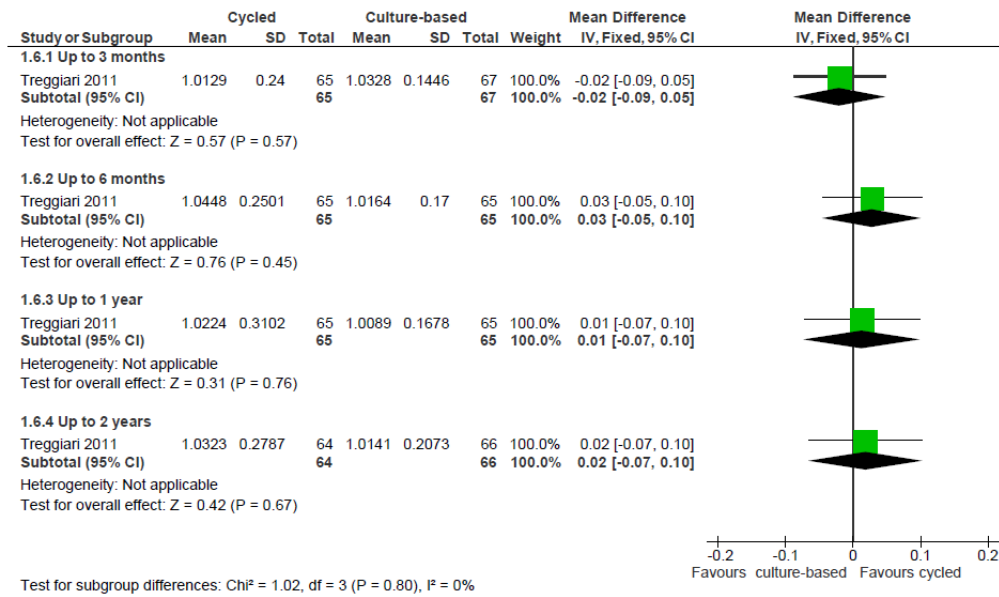 Cycled Culture-based Mean Difference Mean Difference
Study or Subgroup Mean SD Total Mean SD Total Weight IV, Fixed, 95% CI IV, Fixed, 95% CI
1.6.1 Up to 3 months
Treggiari 2011 1.0129 0.24 65 1.0328 0.1446 67 100.0% -0.02 [-0.09, 0.05]
Subtotal (95% CI) 65 67 100.0% -0.02 [-0.09, 0.05]
Heterogeneity: Not applicable
Test for overall effect: Z = 0.57 (P = 0.57)
1.6.2 Up to 6 months
Treggiari 2011 1.0448 0.2501 65 1.0164 0.17 65 100.0% 0.03 [-0.05, 0.10]
Subtotal (95% CI) 65 65 100.0% 0.03 [-0.05, 0.10]
Heterogeneity: Not applicable
Test for overall effect: Z = 0.76 (P = 0.45)
1.6.3 Up to 1 year
Treggiari 2011 1.0224 0.3102 65 1.0089 0.1678 65 100.0% 0.01 [-0.07, 0.10]
Subtotal (95% CI) 65 65 100.0% 0.01 [-0.07, 0.10]
Heterogeneity: Not applicable
Test for overall effect: Z = 0.31 (P = 0.76)
1.6.4 Up to 2 years
Treggiari 2011 1.0323 0.2787 64 1.0141 0.2073 66 100.0% 0.02 [-0.07, 0.10]
Subtotal (95% CI) 64 66 100.0% 0.02 [-0.07, 0.10]
Heterogeneity: Not applicable
Test for overall effect: Z = 0.42 (P = 0.67)
-0.2 -0.1 0 0.1 0.2
Favours culture-based Favours cycled
Test for subgroup differences: Chi² = 1.02, df = 3 (P = 0.80), I² = 0%